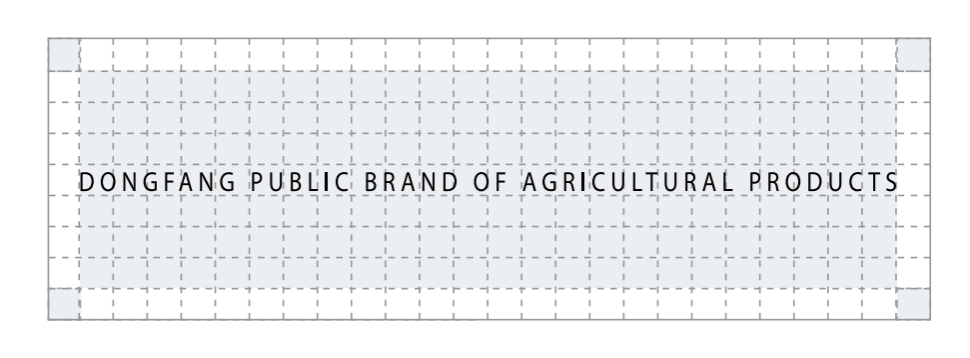 DONGFANG PUBLIC BRAND OF AGRICULTURAL PRODUCTS